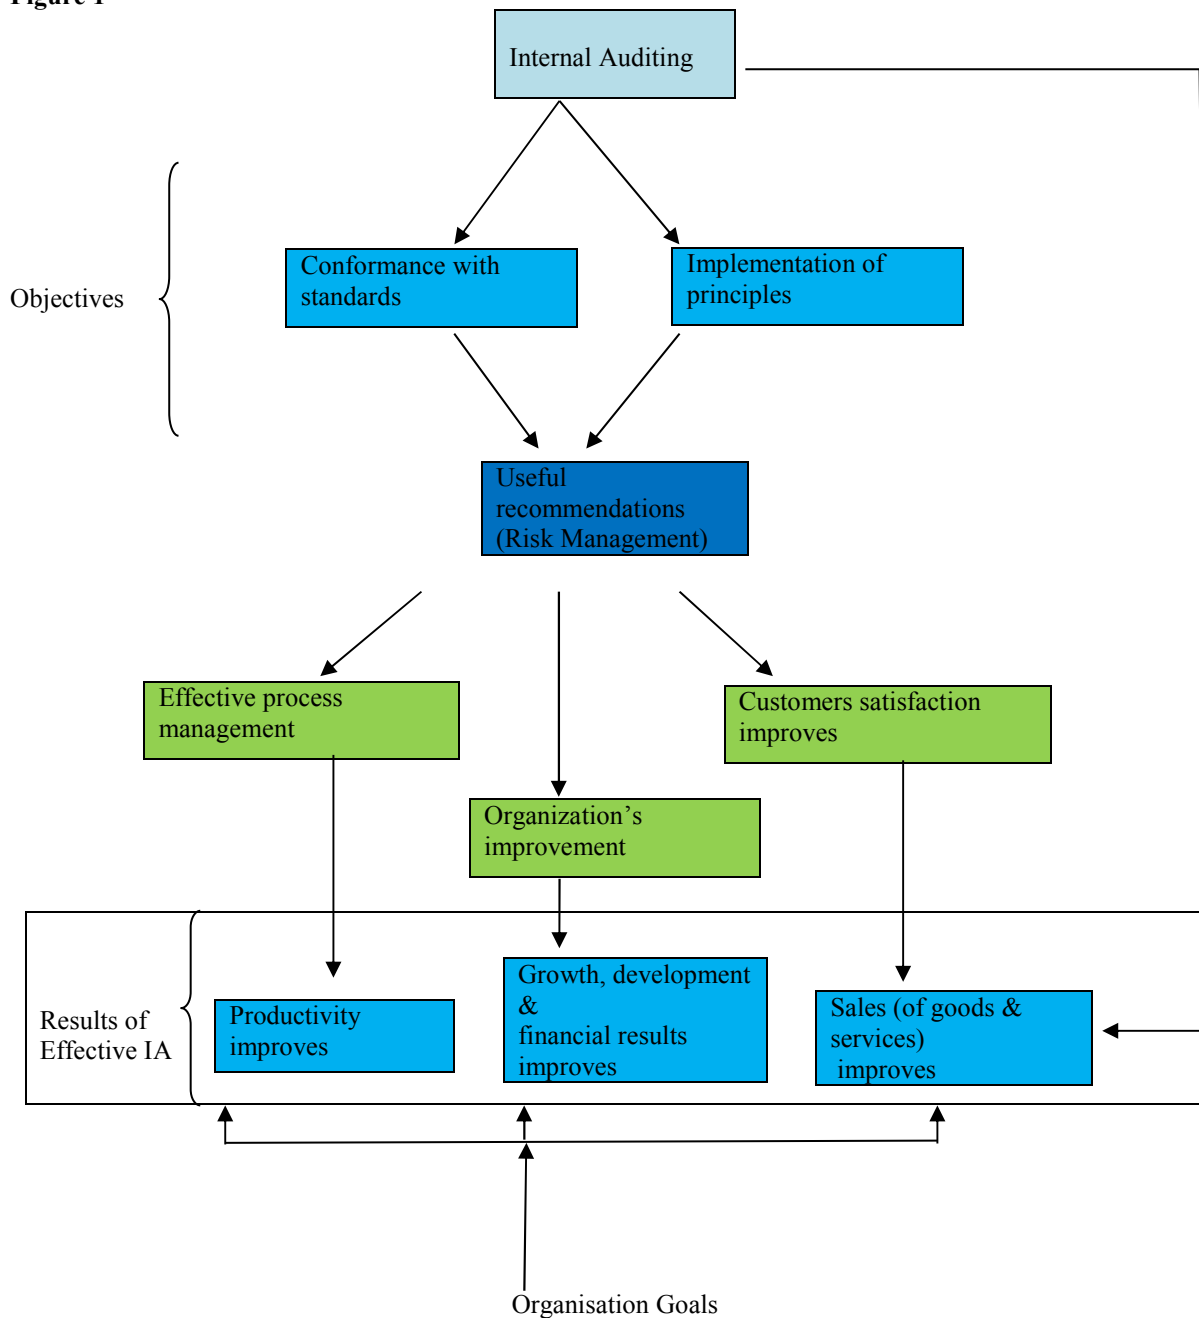 Figure 1
Internal Auditing
Objectives
Conformance with
standards
Implementation of
principles
Useful
recommendations
(Risk Management)
Effective process
management
Customers satisfaction
improves
Organization’s
improvement
Results of
Effective IA
Productivity
improves
Growth, development
&
financial results
improves
Sales (of goods &
services)
improves
Organisation Goals